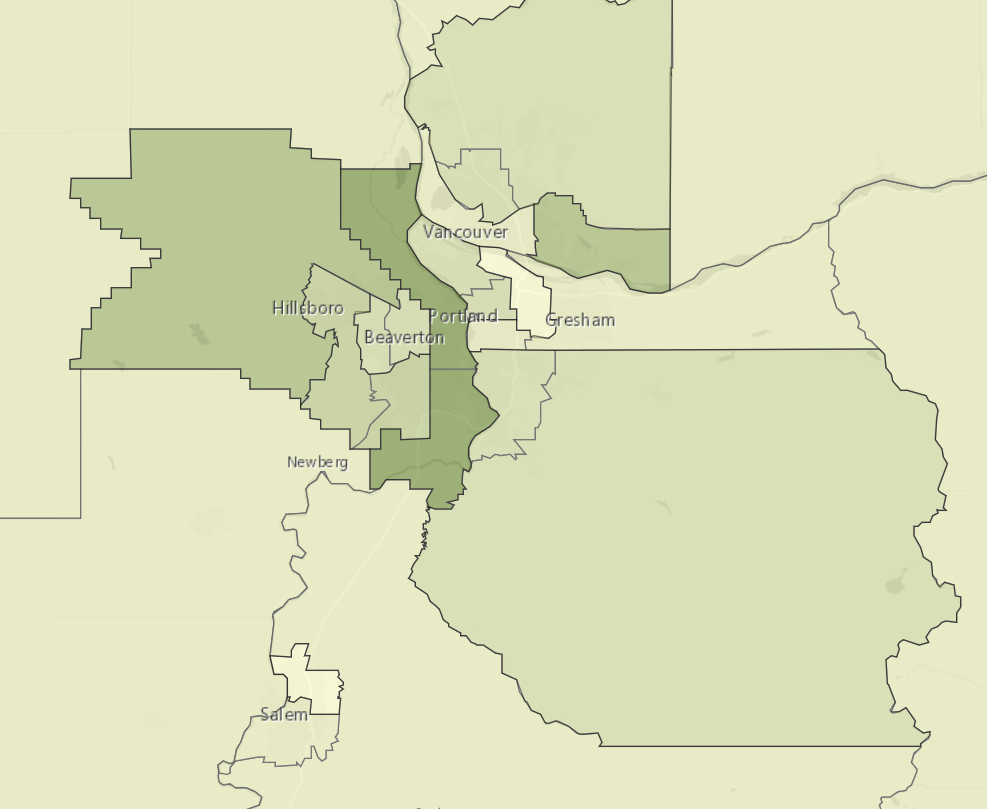 Vancouver
Hillsboro
Portland
Gresham
Beaverton
Newberg
Salem